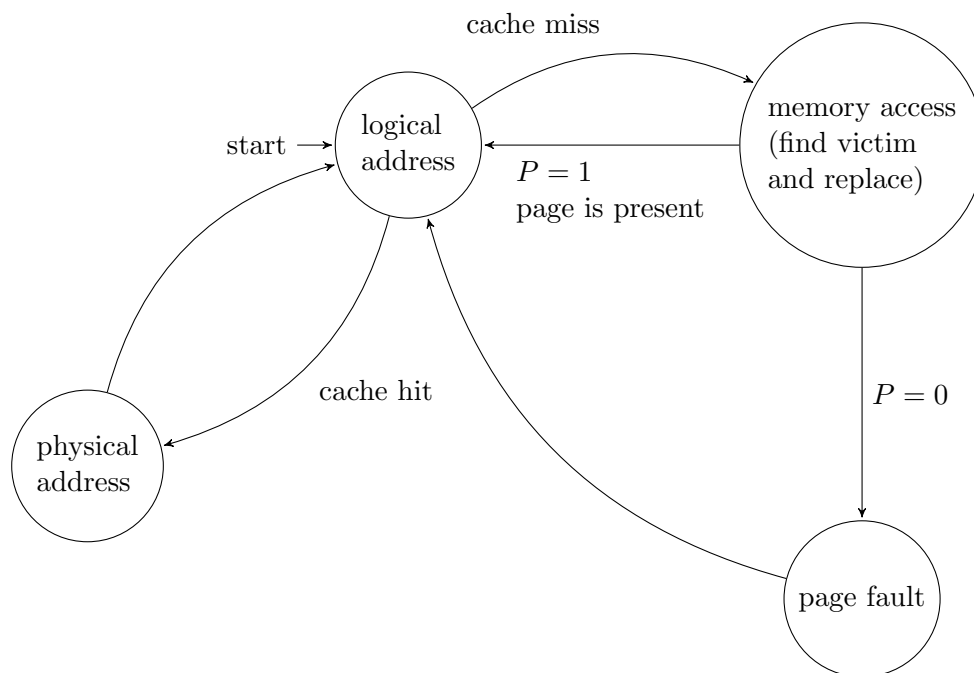 cache miss
logical
address
start
memory access
(find victim
and replace)
P = 1
page is present
cache hit
P = 0
physical
address
page fault